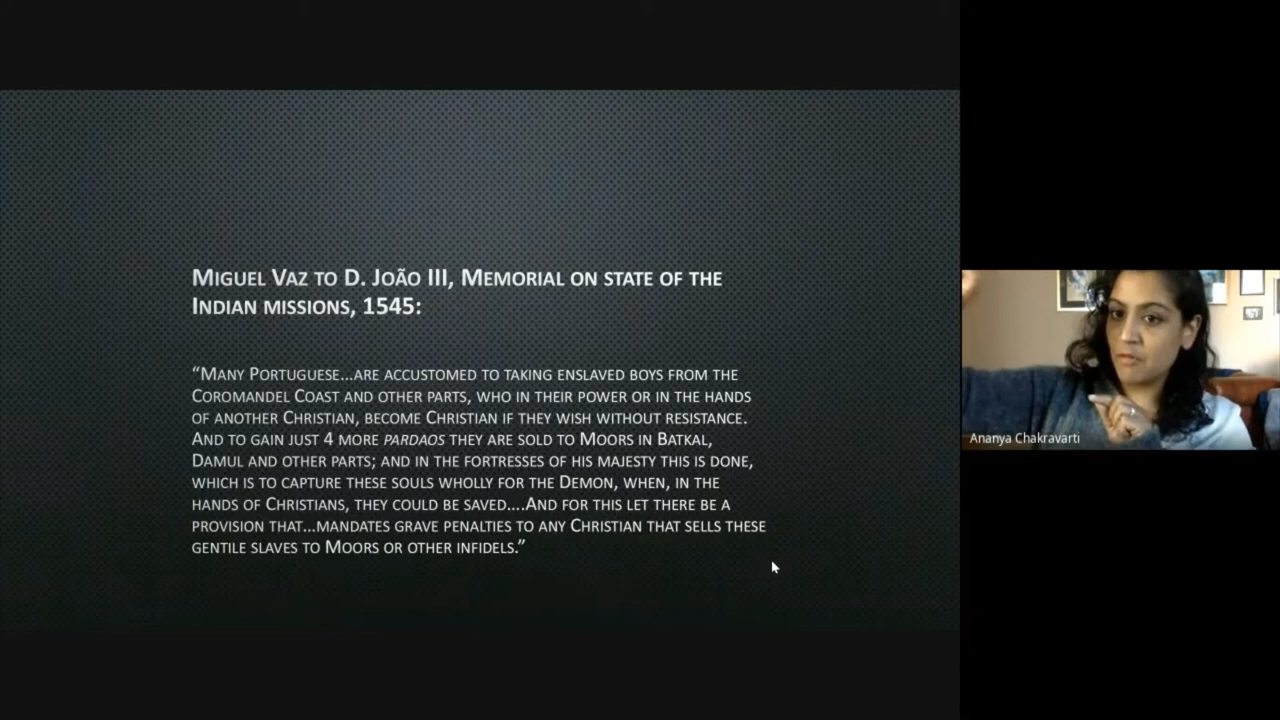 MIGUEL VAZ TO D. JOÃO III, MEMORIAL ON STATE OF THE
INDIAN MISSIONS, 1545:
“MANY PORTUGUESE...ARE ACCUSTOMED TO TAKING ENSLAVED BOYS FROM THE
COROMANDEL COAST AND OTHER PARTS, WHO IN THEIR POWER OR IN THE HANDS
OF ANOTHER CHRISTIAN, BECOME CHRISTIAN IF THEY WISH WITHOUT RESISTANCE.
AND TO GAIN JUST 4 MORE PARDAOS THEY ARE SOLD TO MOORS IN BATKAL,
DAMUL AND OTHER PARTS; AND IN THE FORTRESSES OF HIS MAJESTY THIS IS DONE,
WHICH IS TO CAPTURE THESE SOULS WHOLLY FOR THE DEMON, WHEN, IN THE
HANDS OF CHRISTIANS, THEY COULD BE SAVED....AND FOR THIS LET THERE BE A
PROVISION THAT...MANDATES GRAVE PENALTIES TO ANY CHRISTIAN THAT SELLS THESE
GENTILE SLAVES TO MOORS OR OTHER INFIDELS.”
Ananya Chakravarti